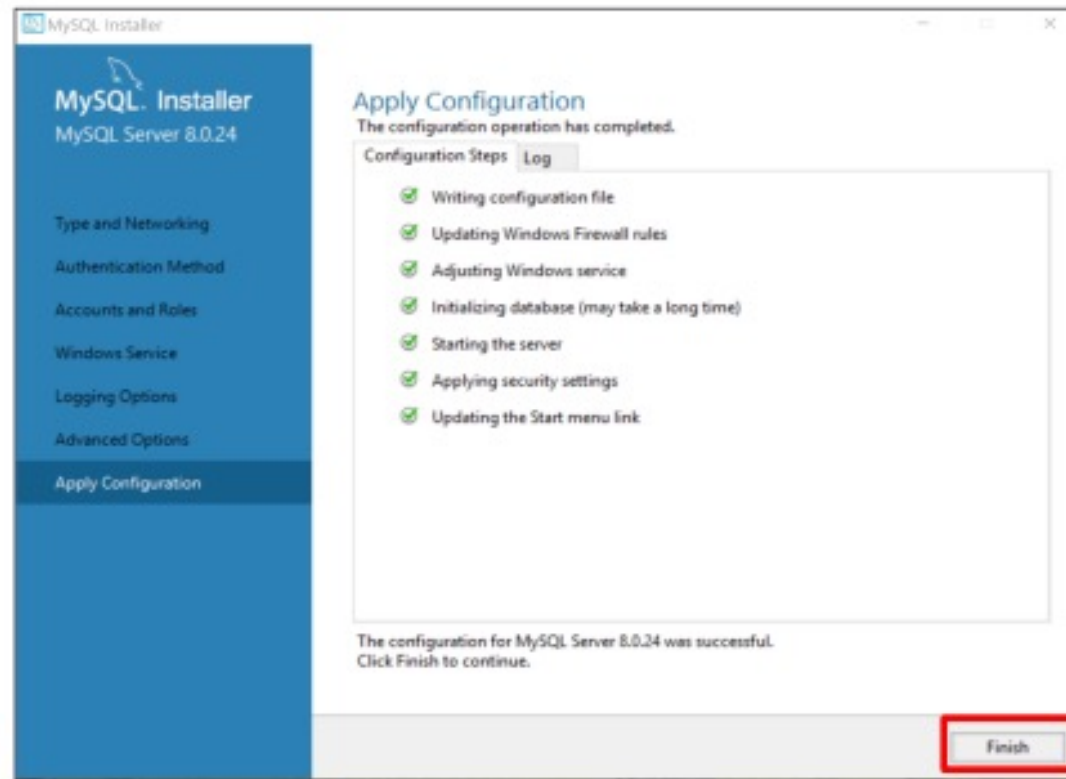 MySQL Installer
MySQL. Installer
MySQL Server 8.0.24
Type and Networking
Authentication Method
Accounts and Roles
Windows Service
Logging Options
Advanced Options
Apply Configuration
Apply Configuration
The configuration operation has completed.
Configuration Steps Log
Writing configuration file
Updating Windows Firewall rules
Adjusting Windows service
Initializing database (may take a long time)
Starting the server
Applying security settings
Updating the Start menu link
The configuration for MySQL Server 8.0.24 was successful.
Click Finish to continue.
Finish